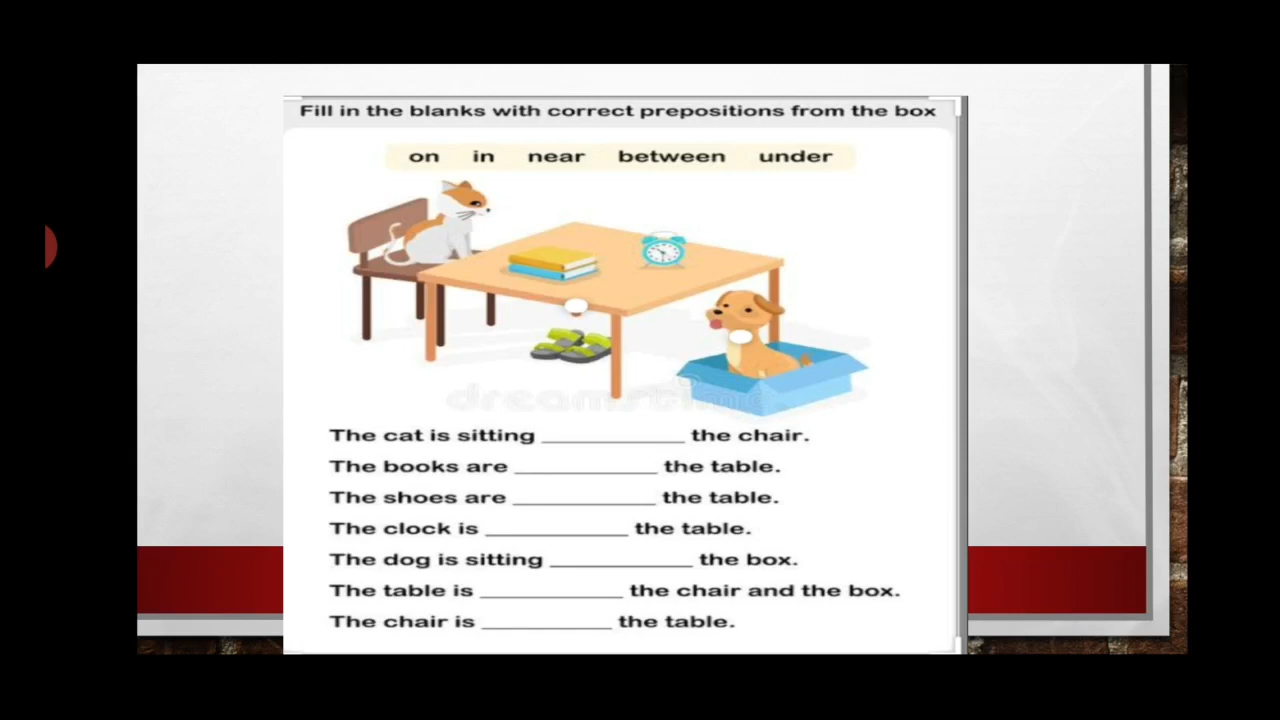 Fill in the blanks with correct prepositions from the box
on in near between under
dreamstime
The cat is sitting ____________ the chair.
The books are ____________ the table.
The shoes are ____________ the table.
The clock is ____________ the table.
The dog is sitting ____________ the box.
The table is ____________ the chair and the box.
The chair is ___________ the table.